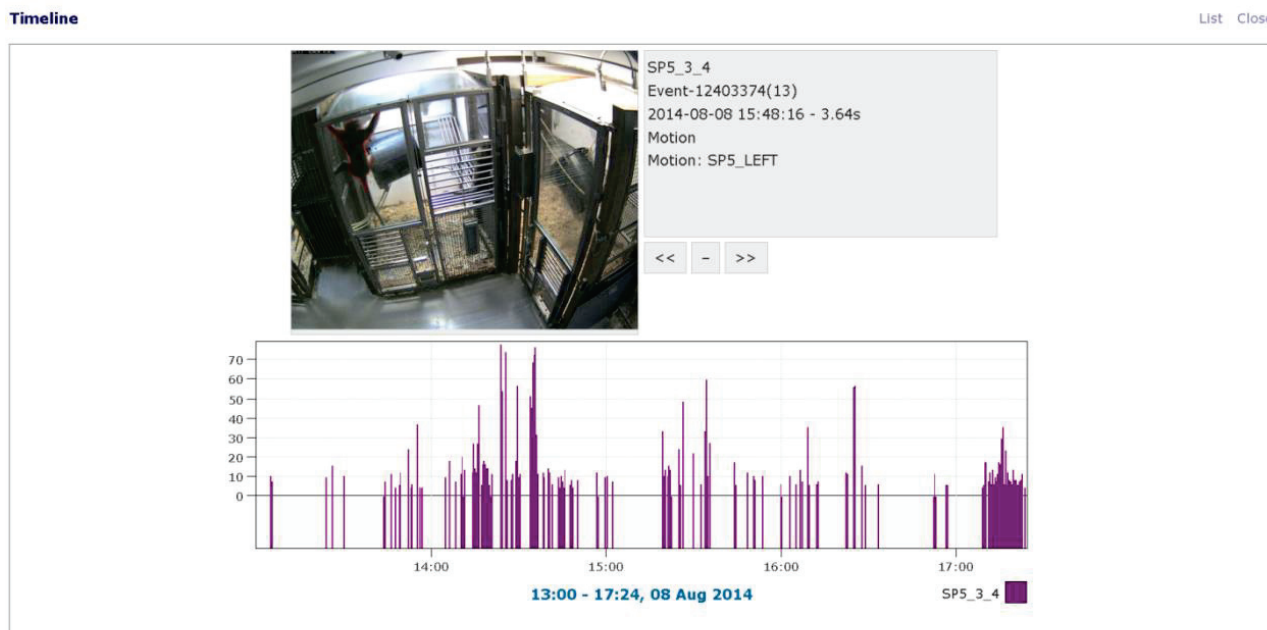 Timeline
List Close
SP5_3_4
Event-12403374(13)
2014-08-08 15:48:16 - 3.64s
Motion
Motion: SP5_LEFT
<< – >>
70
60
50
40
30
20
10
0
14:00 15:00 16:00 17:00
13:00 - 17:24, 08 Aug 2014
SP5_3_4